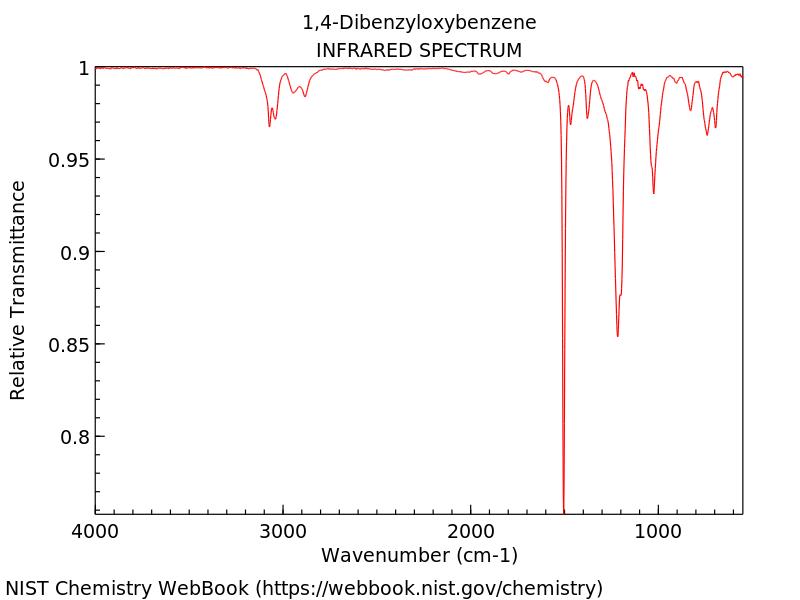 1,4-Dibenzyloxybenzene
INFRARED SPECTRUM
1
0.95
0.9
0.85
0.8
Relative Transmittance
4000 3000 2000 1000
Wavenumber (cm-1)
NIST Chemistry WebBook (https://webbook.nist.gov/chemistry)